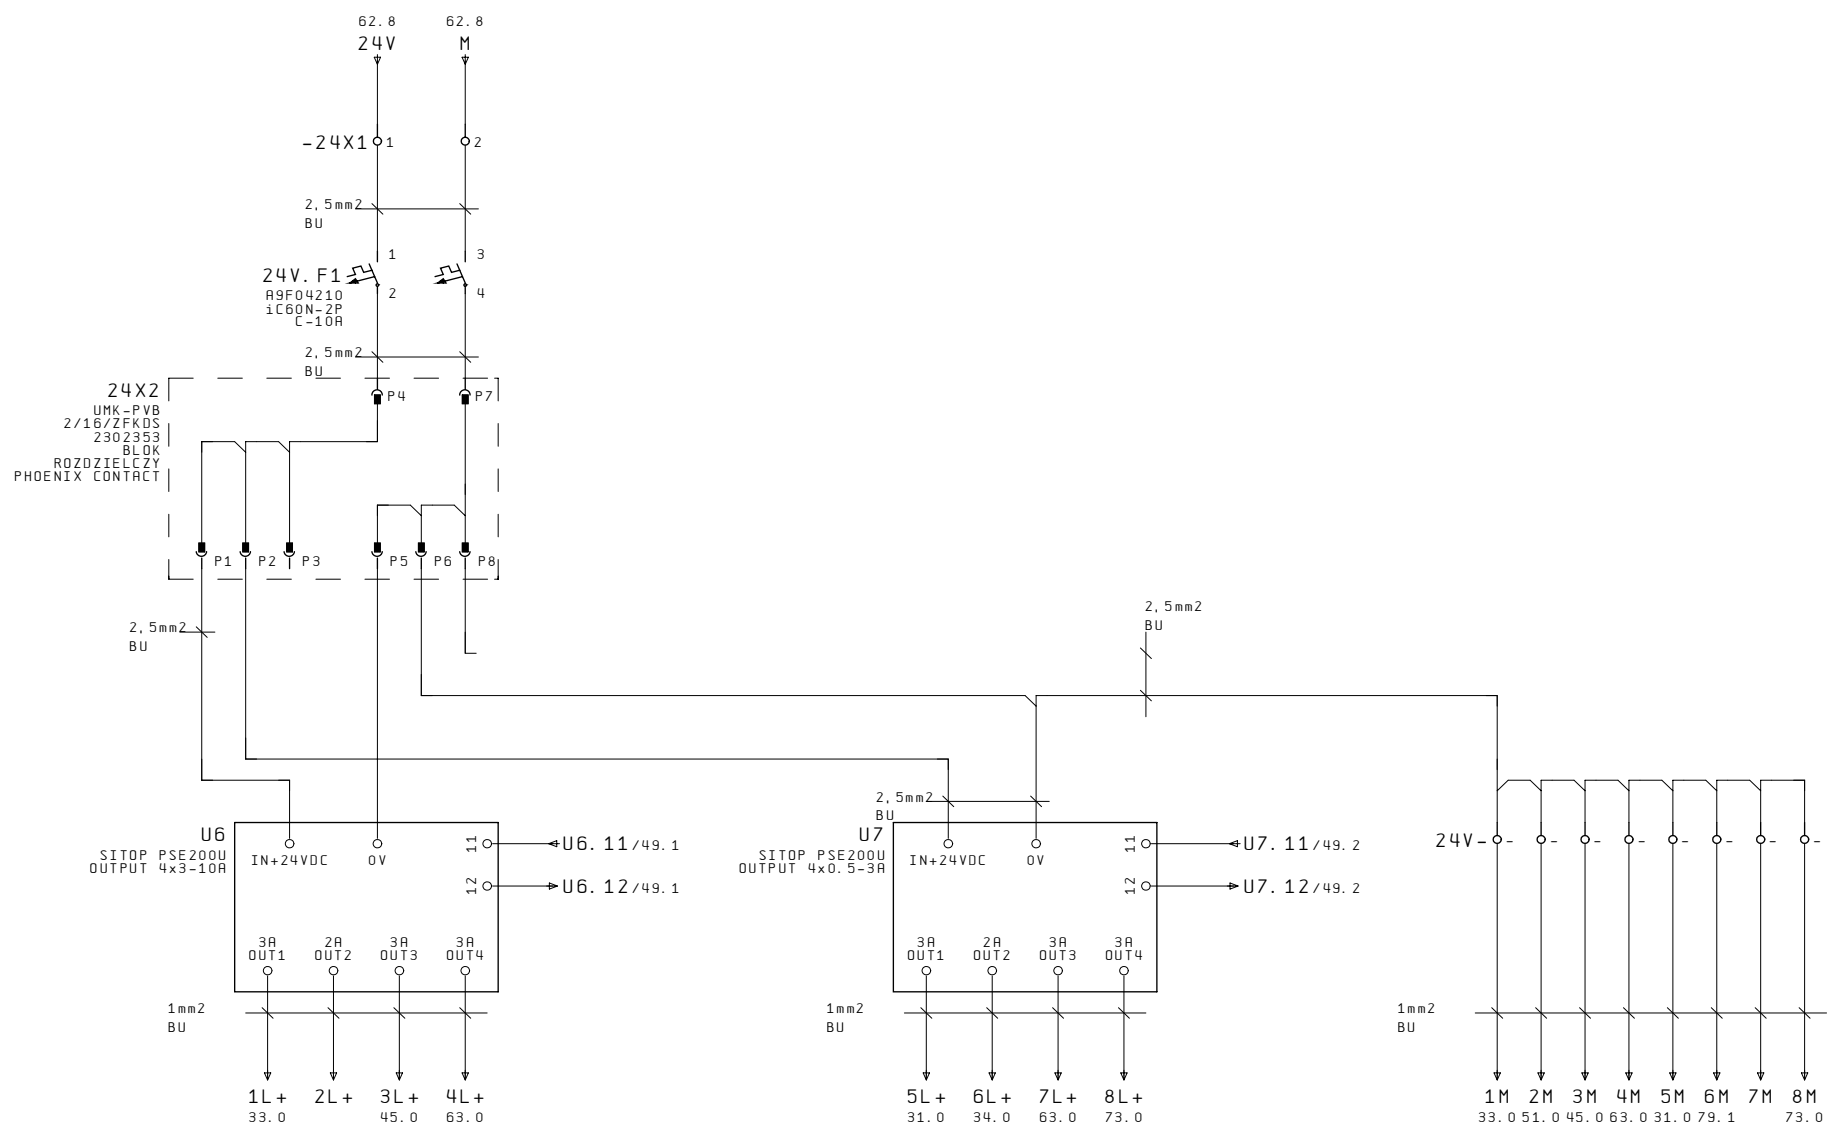 62.8 62.8
24V M
-24X1 1 2
2,5mm2
BU
1 3
24V.F1
2 4
A9F04210
iC60N-2P
C-10A
2,5mm2
BU
24X2
P4 P7
UMK-PVB
2/16/ZFKDS
2302353
BLOK
ROZDZIELCZY
PHOENIX CONTACT
P1 P2 P3 P5 P6 P8
2,5mm2
BU
2,5mm2
BU
2,5mm2
BU
U6
SITOP PSE200U
OUTPUT 4x3-10A
IN+24VDC 0V
11 U6.11/49.1
12 U6.12/49.1
3A 2A 3A 3A
OUT1 OUT2 OUT3 OUT4
1mm2
BU
1L+ 2L+ 3L+ 4L+
33.0 45.0 63.0
U7
SITOP PSE200U
OUTPUT 4x0.5-3A
IN+24VDC 0V
11 U7.11/49.2
12 U7.12/49.2
3A 2A 3A 3A
OUT1 OUT2 OUT3 OUT4
1mm2
BU
5L+ 6L+ 7L+ 8L+
31.0 34.0 63.0 73.0
24V- - - - - - - - -
1mm2
BU
1M 2M 3M 4M 5M 6M 7M 8M
33.0 51.0 45.0 63.0 31.0 79.1 73.0